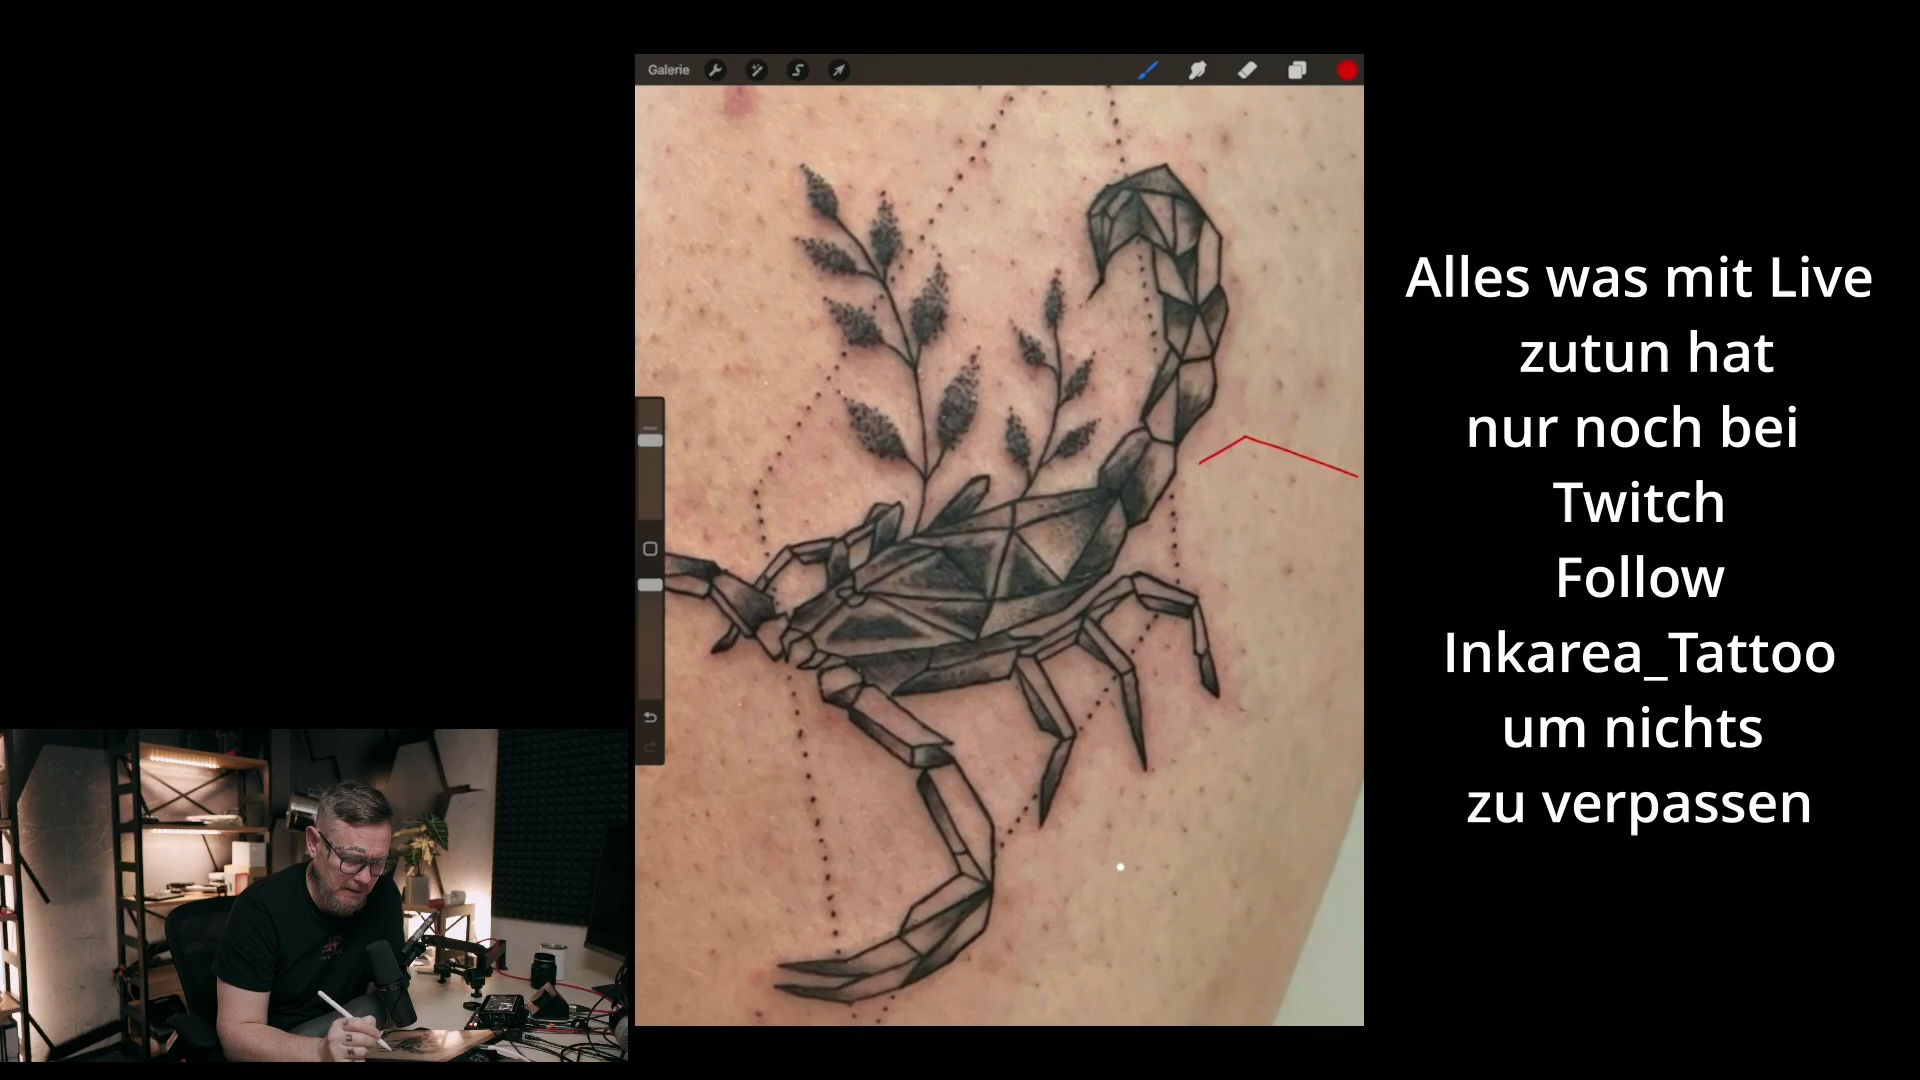 Galerie
Alles was mit Live
zutun hat
nur noch bei
Twitch
Follow
Inkarea_Tattoo
um nichts
zu verpassen